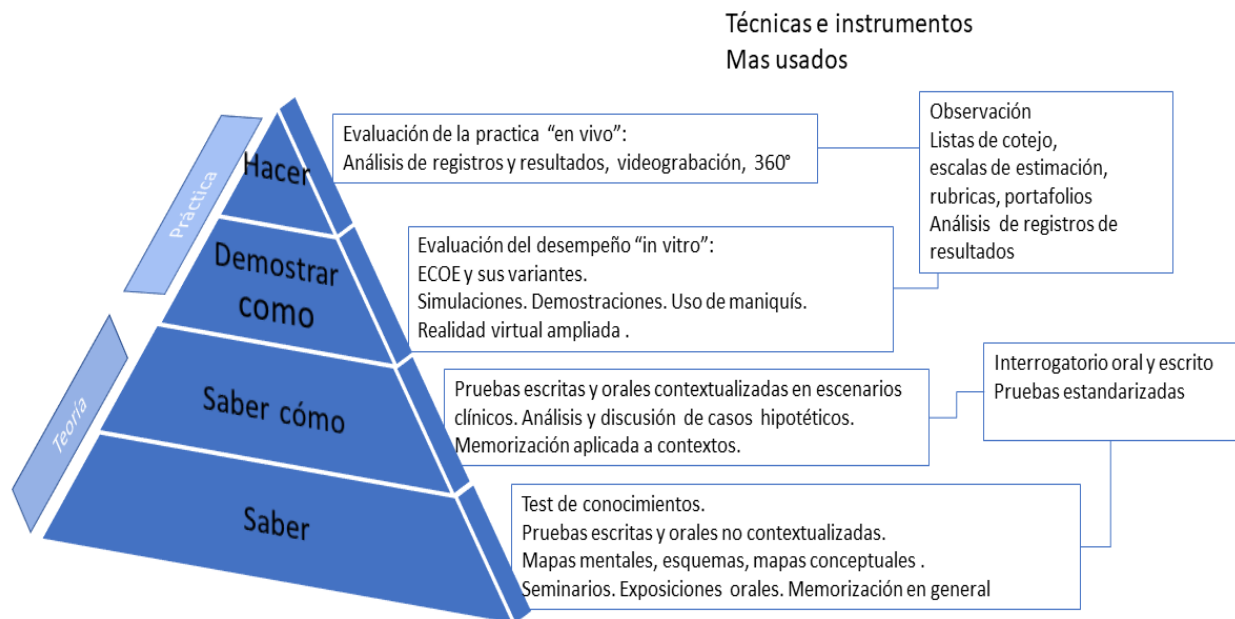 Técnicas e instrumentos
Mas usados
Práctica
Teoría
Hacer
Demostrar
como
Saber cómo
Saber
Evaluación de la practica “en vivo”:
Análisis de registros y resultados, videograbación, 360°
Observación
Listas de cotejo,
escalas de estimación,
rubricas, portafolios
Análisis de registros de
resultados
Evaluación del desempeño “in vitro”:
ECOE y sus variantes.
Simulaciones. Demostraciones. Uso de maniquís.
Realidad virtual ampliada .
Pruebas escritas y orales contextualizadas en escenarios
clínicos. Análisis y discusión de casos hipotéticos.
Memorización aplicada a contextos.
Interrogatorio oral y escrito
Pruebas estandarizadas
Test de conocimientos.
Pruebas escritas y orales no contextualizadas.
Mapas mentales, esquemas, mapas conceptuales .
Seminarios. Exposiciones orales. Memorización en general